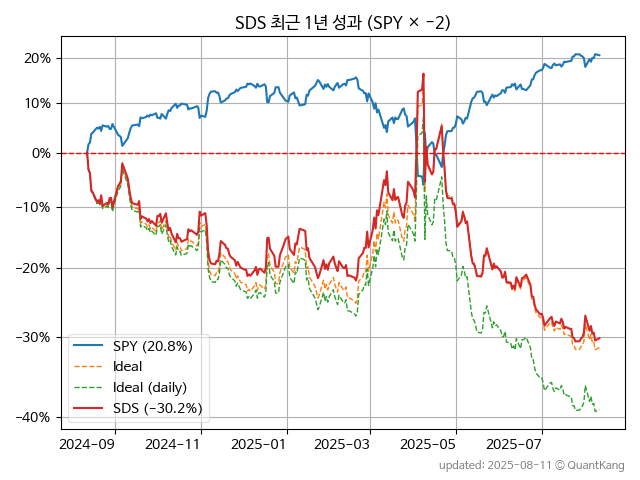 SDS 최근 1년 성과 (SPY × −2)
20%
10%
0%
−10%
−20%
−30%
−40%
SPY (20.8%)
Ideal
Ideal (daily)
SDS (−30.2%)
2024−09
2024−11
2025−01
2025−03
2025−05
2025−07
updated: 2025-08-11 © QuantKang